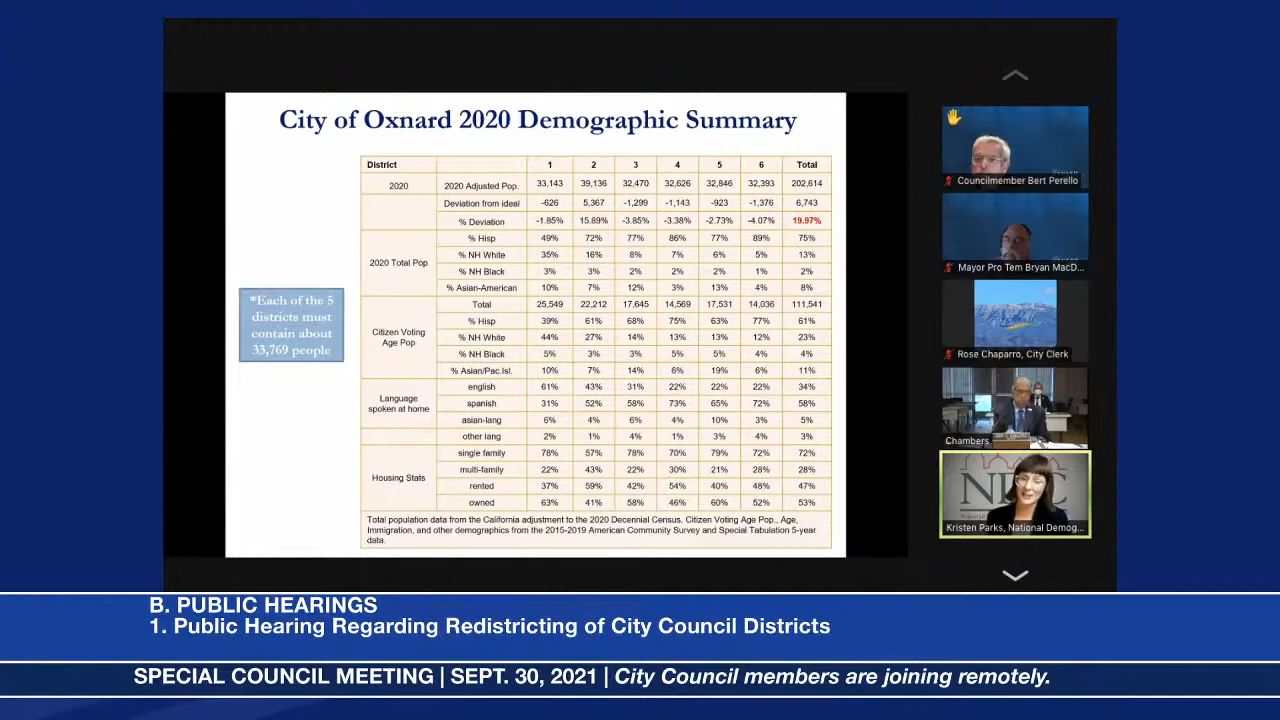 City of Oxnard 2020 Demographic Summary
*Each of the 5
districts must
contain about
33,769 people
District 1 2 3 4 5 6 Total
2020 2020 Adjusted Pop. 33,143 39,136 32,470 32,626 32,846 32,393 202,614
Deviation from ideal -626 5,367 -1,299 -1,143 -923 -1,376 6,743
% Deviation -1.85% 15.89% -3.85% -3.38% -2.73% -4.07% 19.97%
2020 Total Pop
% Hisp 49% 72% 77% 86% 77% 89% 75%
% NH White 35% 16% 8% 7% 6% 5% 13%
% NH Black 3% 3% 2% 2% 2% 1% 2%
% Asian-American 10% 7% 12% 3% 13% 4% 8%
Citizen Voting
Age Pop
Total 25,549 22,212 17,645 14,569 17,531 14,036 111,541
% Hisp 39% 61% 68% 75% 63% 77% 61%
% NH White 44% 27% 14% 13% 13% 12% 23%
% NH Black 5% 3% 3% 5% 5% 4% 4%
% Asian/Pac.Isl. 10% 7% 14% 6% 19% 6% 11%
Language
spoken at home
english 61% 43% 31% 22% 22% 22% 34%
spanish 31% 52% 58% 73% 65% 72% 58%
asian-lang 6% 4% 6% 4% 10% 3% 5%
other lang 2% 1% 4% 1% 3% 4% 3%
Housing Stats
single family 78% 57% 78% 70% 79% 72% 72%
multi-family 22% 43% 22% 30% 21% 28% 28%
rented 37% 59% 42% 54% 40% 48% 47%
owned 63% 41% 58% 46% 60% 52% 53%
Total population data from the California adjustment to the 2020 Decennial Census. Citizen Voting Age Pop., Age,
Immigration, and other demographics from the 2015-2019 American Community Survey and Special Tabulation 5-year
data.
Councilmember Bert Perello
Mayor Pro Tem Bryan MacD...
Rose Chaparro, City Clerk
Chambers
Kristen Parks, National Demog...
B. PUBLIC HEARINGS
1. Public Hearing Regarding Redistricting of City Council Districts
SPECIAL COUNCIL MEETING | SEPT. 30, 2021 | City Council members are joining remotely.